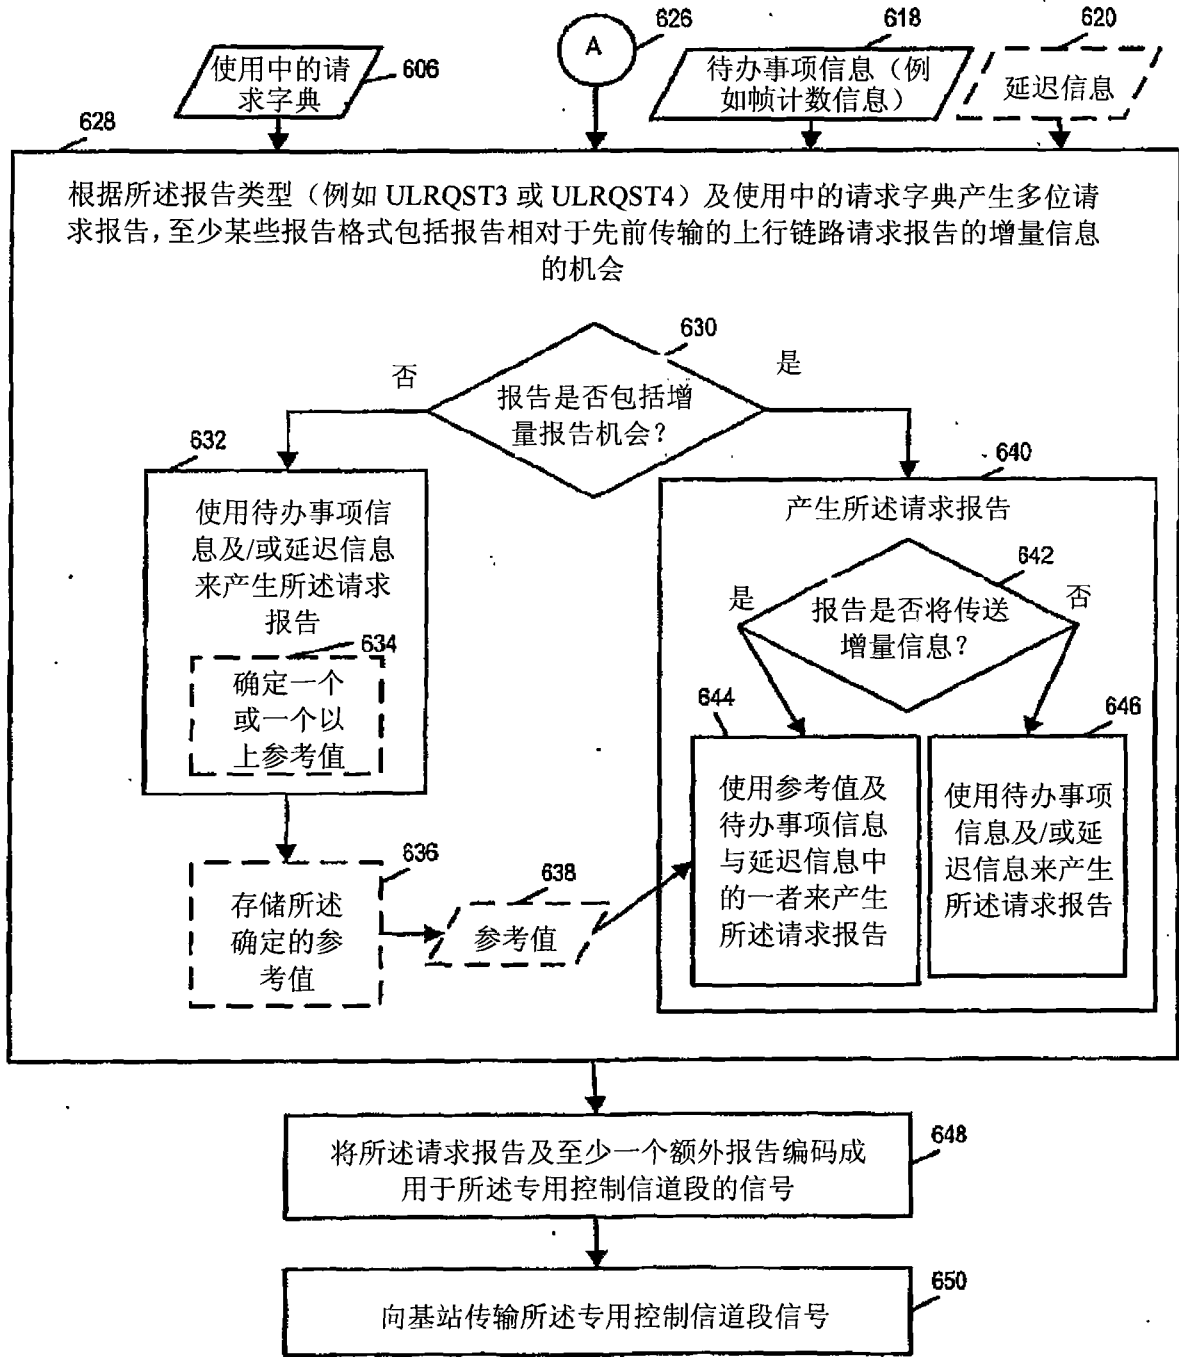 626
618
620
A
606
使用中的请
求字典
待办事项信息（例
如帧计数信息）
延迟信息
628
根据所述报告类型（例如 ULRQST3 或 ULRQST4）及使用中的请求字典产生多位请
求报告，至少某些报告格式包括报告相对于先前传输的上行链路请求报告的增量信息
的机会
630
否
是
报告是否包括增
量报告机会？
632
使用待办事项信
息及/或延迟信息
来产生所述请求
报告
634
确定一个
或一个以
上参考值
640
产生所述请求报告
642
是
否
报告是否将传送
增量信息？
644
使用参考值及
待办事项信息
与延迟信息中
的一者来产生
所述请求报告
646
使用待办事项
信息及/或延
迟信息来产生
所述请求报告
636
存储所述
确定的参
考值
638
参考值
648
将所述请求报告及至少一个额外报告编码成
用于所述专用控制信道段的信号
650
向基站传输所述专用控制信道段信号